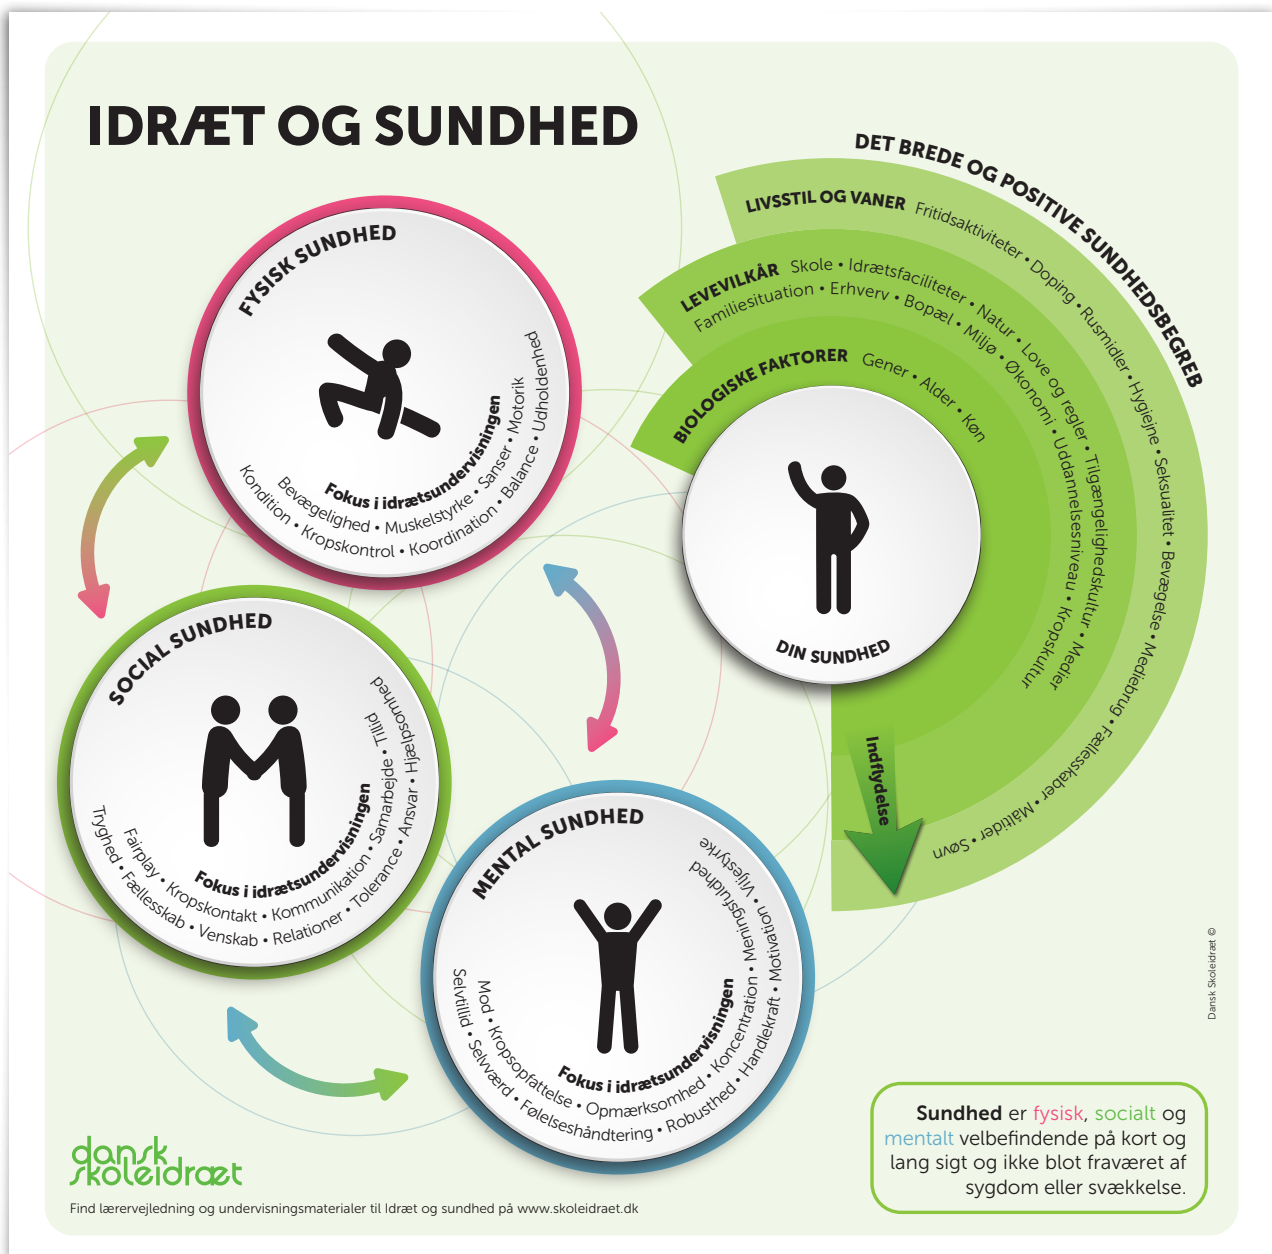 IDRÆT OG SUNDHED
FYSISK SUNDHED
Fokus i idrætsundervisningen
Bevægelighed • Muskelstyrke • Sanser • Motorik
Kondition • Kropskontrol • Koordination • Balance • Udholdenhed
SOCIAL SUNDHED
Fokus i idrætsundervisningen
Fairplay • Kropskontakt • Kommunikation • Samarbejde • Tillid
Tryghed • Fællesskab • Venskab • Relationer • Tolerance • Ansvar • Hjælpsomhed
MENTAL SUNDHED
Fokus i idrætsundervisningen
Mod • Kropsopfattelse • Opmærksomhed • Koncentration • Meningsfuldhed
Selvtillid • Selvværd • Følelseshåndtering • Robusthed • Handlekraft • Motivation • Viljestyrke
DET BREDE OG POSITIVE SUNDHEDSBEGREB
LIVSSTIL OG VANER Fritidsaktiviteter • Doping • Rusmidler • Hygiejne • Seksualitet • Bevægelse • Mediebrug • Fællesskaber • Måltider • Søvn
LEVEVILKÅR Skole • Idrætsfaciliteter • Natur • Love og regler • Tilgængelighedskultur • Medier
Familiesituation • Erhverv • Bopæl • Miljø • Økonomi • Uddannelsesniveau • Kropskultur
BIOLOGISKE FAKTORER Gener • Alder • Køn
DIN SUNDHED
Indflydelse
Dansk Skoleidræt ©
Sundhed er fysisk, socialt og
mentalt velbefindende på kort og
lang sigt og ikke blot fraværet af
sygdom eller svækkelse.
dansk
skoleidræt
Find lærervejledning og undervisningsmaterialer til Idræt og sundhed på www.skoleidraet.dk